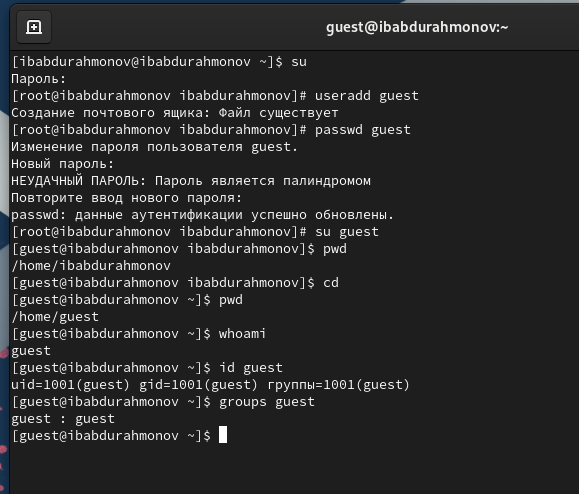 guest@ibabdurahmonov:~
[ibabdurahmonov@ibabdurahmonov ~]$ su
Пароль:
[root@ibabdurahmonov ibabdurahmonov]# useradd guest
Создание почтового ящика: Файл существует
[root@ibabdurahmonov ibabdurahmonov]# passwd guest
Изменение пароля пользователя guest.
Новый пароль:
НЕУДАЧНЫЙ ПАРОЛЬ: Пароль является палиндромом
Повторите ввод нового пароля:
passwd: данные аутентификации успешно обновлены.
[root@ibabdurahmonov ibabdurahmonov]# su guest
[guest@ibabdurahmonov ibabdurahmonov]$ pwd
/home/ibabdurahmonov
[guest@ibabdurahmonov ibabdurahmonov]$ cd
[guest@ibabdurahmonov ~]$ pwd
/home/guest
[guest@ibabdurahmonov ~]$ whoami
guest
[guest@ibabdurahmonov ~]$ id guest
uid=1001(guest) gid=1001(guest) группы=1001(guest)
[guest@ibabdurahmonov ~]$ groups guest
guest : guest
[guest@ibabdurahmonov ~]$